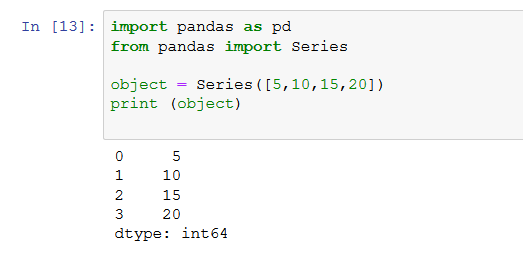 In [13]: import pandas as pd
from pandas import Series
object = Series([5,10,15,20])
print (object)
0 5
1 10
2 15
3 20
dtype: int64